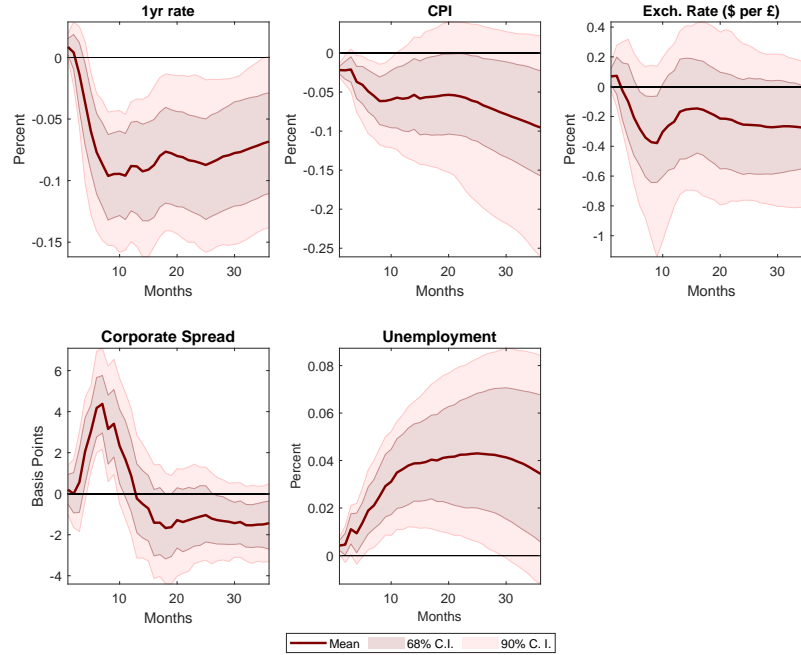 1yr rate
CPI
Exch. Rate ($ per £)
Percent
0
-0.05
-0.1
-0.15
10
20
30
Months
Percent
0
-0.05
-0.1
-0.15
-0.2
-0.25
10
20
30
Months
Percent
0.4
0.2
0
-0.2
-0.4
-0.6
-0.8
-1
10
20
30
Months
Corporate Spread
Unemployment
Basis Points
6
4
2
0
-2
-4
10
20
30
Months
Percent
0.08
0.06
0.04
0.02
0
10
20
30
Months
Mean
68% C.I.
90% C. I.